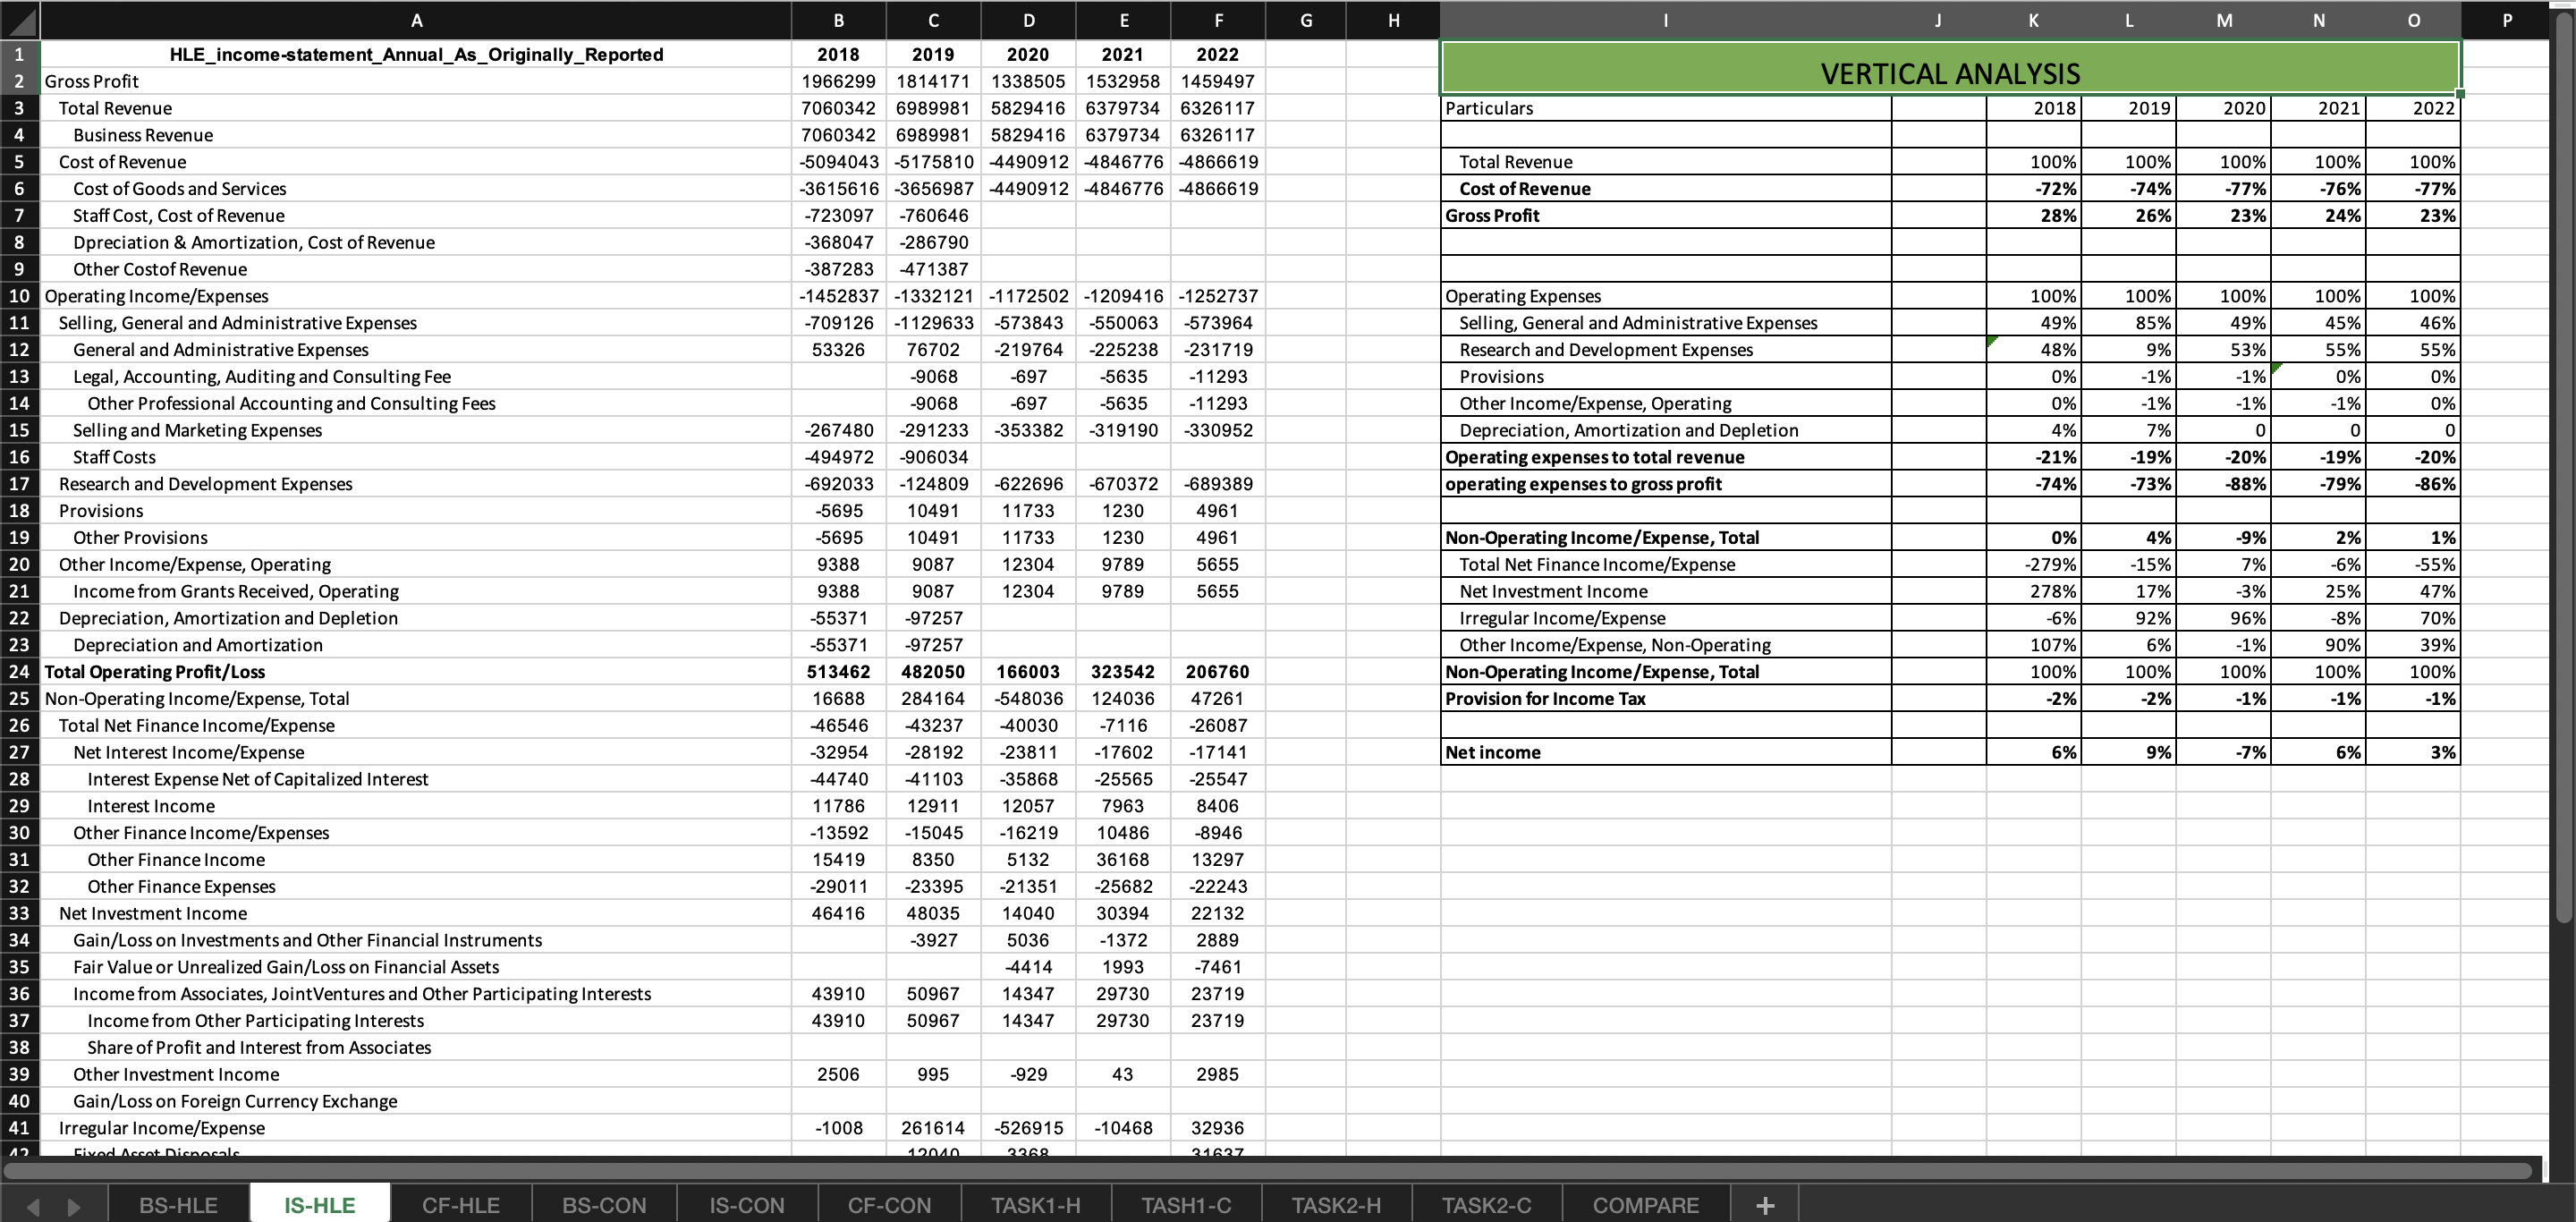 A B C D E F G H I J K L M N O P
1 HLE_income-statement_Annual_As_Originally_Reported 2018 2019 2020 2021 2022 VERTICAL ANALYSIS
2 Gross Profit 1966299 1814171 1338505 1532958 1459497
3 Total Revenue 7060342 6989981 5829416 6379734 6326117 Particulars 2018 2019 2020 2021 2022
4 Business Revenue 7060342 6989981 5829416 6379734 6326117
5 Cost of Revenue -5094043 -5175810 -4490912 -4846776 -4866619 Total Revenue 100% 100% 100% 100% 100%
6 Cost of Goods and Services -3615616 -3656987 -4490912 -4846776 -4866619 Cost of Revenue -72% -74% -77% -76% -77%
7 Staff Cost, Cost of Revenue -723097 -760646 Gross Profit 28% 26% 23% 24% 23%
8 Dpreciation & Amortization, Cost of Revenue -368047 -286790
9 Other Costof Revenue -387283 -471387
10 Operating Income/Expenses -1452837 -1332121 -1172502 -1209416 -1252737 Operating Expenses 100% 100% 100% 100% 100%
11 Selling, General and Administrative Expenses -709126 -1129633 -573843 -550063 -573964 Selling, General and Administrative Expenses 49% 85% 49% 45% 46%
12 General and Administrative Expenses 53326 76702 -219764 -225238 -231719 Research and Development Expenses 48% 9% 53% 55% 55%
13 Legal, Accounting, Auditing and Consulting Fee -9068 -697 -5635 -11293 Provisions 0% -1% -1% 0% 0%
14 Other Professional Accounting and Consulting Fees -9068 -697 -5635 -11293 Other Income/Expense, Operating 0% -1% -1% -1% 0%
15 Selling and Marketing Expenses -267480 -291233 -353382 -319190 -330952 Depreciation, Amortization and Depletion 4% 7% 0 0 0
16 Staff Costs -494972 -906034 Operating expenses to total revenue -21% -19% -20% -19% -20%
17 Research and Development Expenses -692033 -124809 -622696 -670372 -689389 operating expenses to gross profit -74% -73% -88% -79% -86%
18 Provisions -5695 10491 11733 1230 4961
19 Other Provisions -5695 10491 11733 1230 4961 Non-Operating Income/Expense, Total 0% 4% -9% 2% 1%
20 Other Income/Expense, Operating 9388 9087 12304 9789 5655 Total Net Finance Income/Expense -279% -15% 7% -6% -55%
21 Income from Grants Received, Operating 9388 9087 12304 9789 5655 Net Investment Income 278% 17% -3% 25% 47%
22 Depreciation, Amortization and Depletion -55371 -97257 Irregular Income/Expense -6% 92% 96% -8% 70%
23 Depreciation and Amortization -55371 -97257 Other Income/Expense, Non-Operating 107% 6% -1% 90% 39%
24 Total Operating Profit/Loss 513462 482050 166003 323542 206760 Non-Operating Income/Expense, Total 100% 100% 100% 100% 100%
25 Non-Operating Income/Expense, Total 16688 284164 -548036 124036 47261 Provision for Income Tax -2% -2% -1% -1% -1%
26 Total Net Finance Income/Expense -46546 -43237 -40030 -7116 -26087
27 Net Interest Income/Expense -32954 -28192 -23811 -17602 -17141 Net income 6% 9% -7% 6% 3%
28 Interest Expense Net of Capitalized Interest -44740 -41103 -35868 -25565 -25547
29 Interest Income 11786 12911 12057 7963 8406
30 Other Finance Income/Expenses -13592 -15045 -16219 10486 -8946
31 Other Finance Income 15419 8350 5132 36168 13297
32 Other Finance Expenses -29011 -23395 -21351 -25682 -22243
33 Net Investment Income 46416 48035 14040 30394 22132
34 Gain/Loss on Investments and Other Financial Instruments -3927 5036 -1372 2889
35 Fair Value or Unrealized Gain/Loss on Financial Assets -4414 1993 -7461
36 Income from Associates, JointVentures and Other Participating Interests 43910 50967 14347 29730 23719
37 Income from Other Participating Interests 43910 50967 14347 29730 23719
38 Share of Profit and Interest from Associates
39 Other Investment Income 2506 995 -929 43 2985
40 Gain/Loss on Foreign Currency Exchange
41 Irregular Income/Expense -1008 261614 -526915 -10468 32936
42 Fixed Asset Disposals 12040 3368 31637
BS-HLE IS-HLE CF-HLE BS-CON IS-CON CF-CON TASK1-H TASH1-C TASK2-H TASK2-C COMPARE +